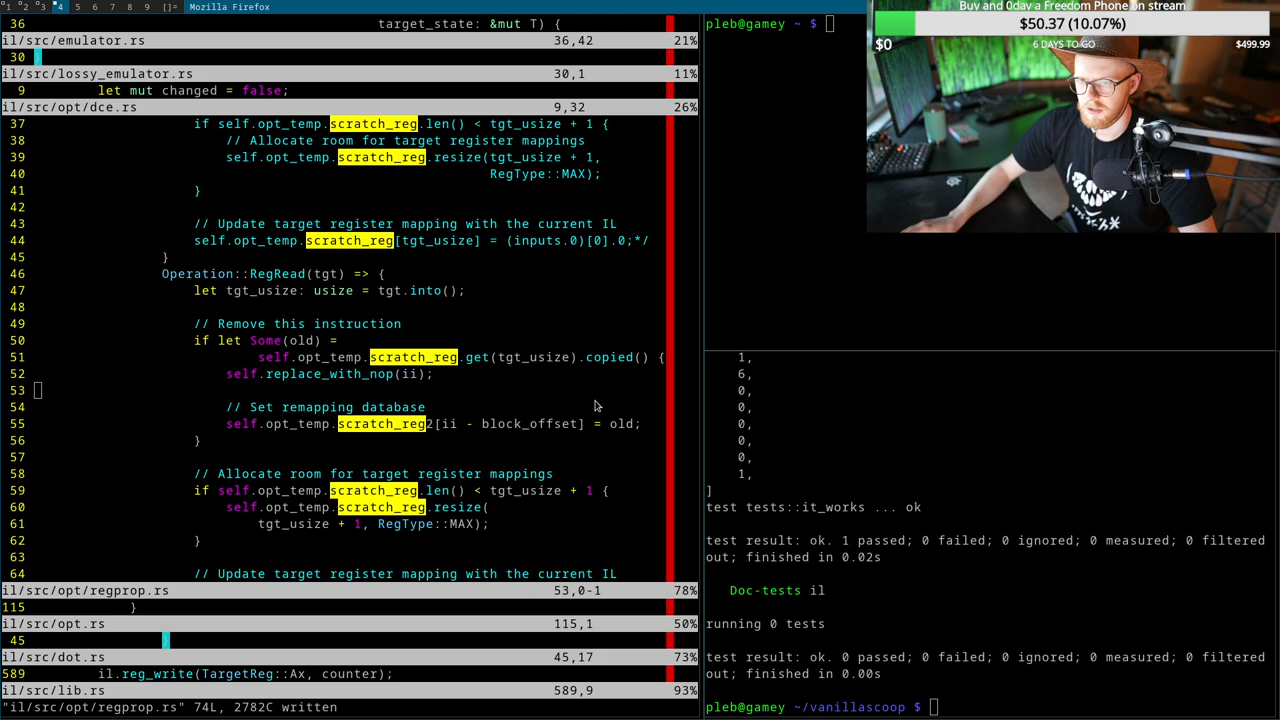 1 2 3 4 5 6 7 8 9 []= Mozilla Firefox
36 target_state: &mut T) {
il/src/emulator.rs 36,42 21%
30 }
il/src/lossy_emulator.rs 30,1 11%
9 let mut changed = false;
il/src/opt/dce.rs 9,32 26%
37 if self.opt_temp.scratch_reg.len() < tgt_usize + 1 {
38 // Allocate room for target register mappings
39 self.opt_temp.scratch_reg.resize(tgt_usize + 1,
40 RegType::MAX);
41 }
42
43 // Update target register mapping with the current IL
44 self.opt_temp.scratch_reg[tgt_usize] = (inputs.0)[0].0;*/
45 }
46 Operation::RegRead(tgt) => {
47 let tgt_usize: usize = tgt.into();
48
49 // Remove this instruction
50 if let Some(old) =
51 self.opt_temp.scratch_reg.get(tgt_usize).copied() {
52 self.replace_with_nop(ii);
53
54 // Set remapping database
55 self.opt_temp.scratch_reg2[ii - block_offset] = old;
56 }
57
58 // Allocate room for target register mappings
59 if self.opt_temp.scratch_reg.len() < tgt_usize + 1 {
60 self.opt_temp.scratch_reg.resize(
61 tgt_usize + 1, RegType::MAX);
62 }
63
64 // Update target register mapping with the current IL
il/src/opt/regprop.rs 53,0-1 78%
115 }
il/src/opt.rs 115,1 50%
45 }
il/src/dot.rs 45,17 73%
589 il.reg_write(TargetReg::Ax, counter);
il/src/lib.rs 589,9 93%
"il/src/opt/regprop.rs" 74L, 2782C written
pleb@gamey ~ $
Buy and 0day a Freedom Phone on stream
$50.37 (10.07%)
$0 6 DAYS TO GO $499.99
1,
6,
0,
0,
0,
0,
0,
1,
]
test tests::it_works ... ok
test result: ok. 1 passed; 0 failed; 0 ignored; 0 measured; 0 filtered
out; finished in 0.02s
Doc-tests il
running 0 tests
test result: ok. 0 passed; 0 failed; 0 ignored; 0 measured; 0 filtered
out; finished in 0.00s
pleb@gamey ~/vanillascoop $